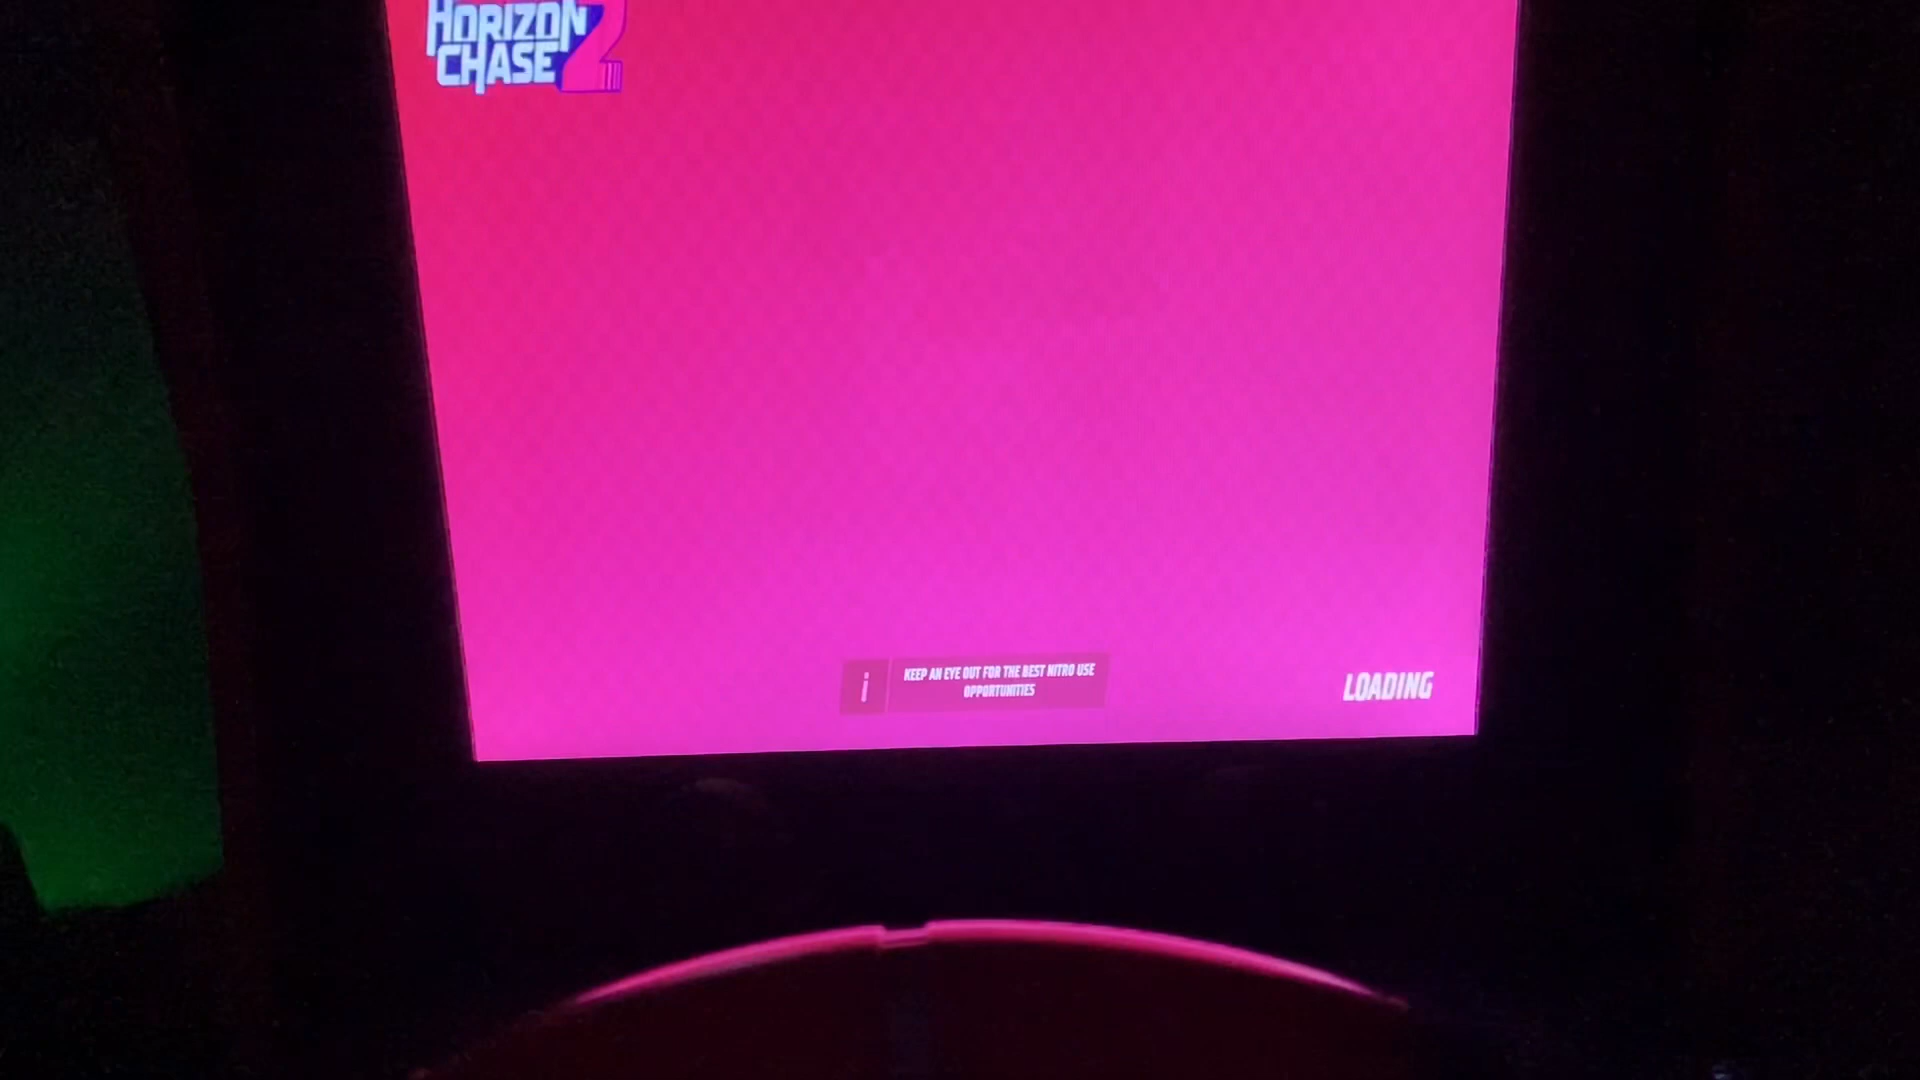 HORIZON
CHASE 2
i
KEEP AN EYE OUT FOR THE BEST NITRO USE
OPPORTUNITIES
LOADING